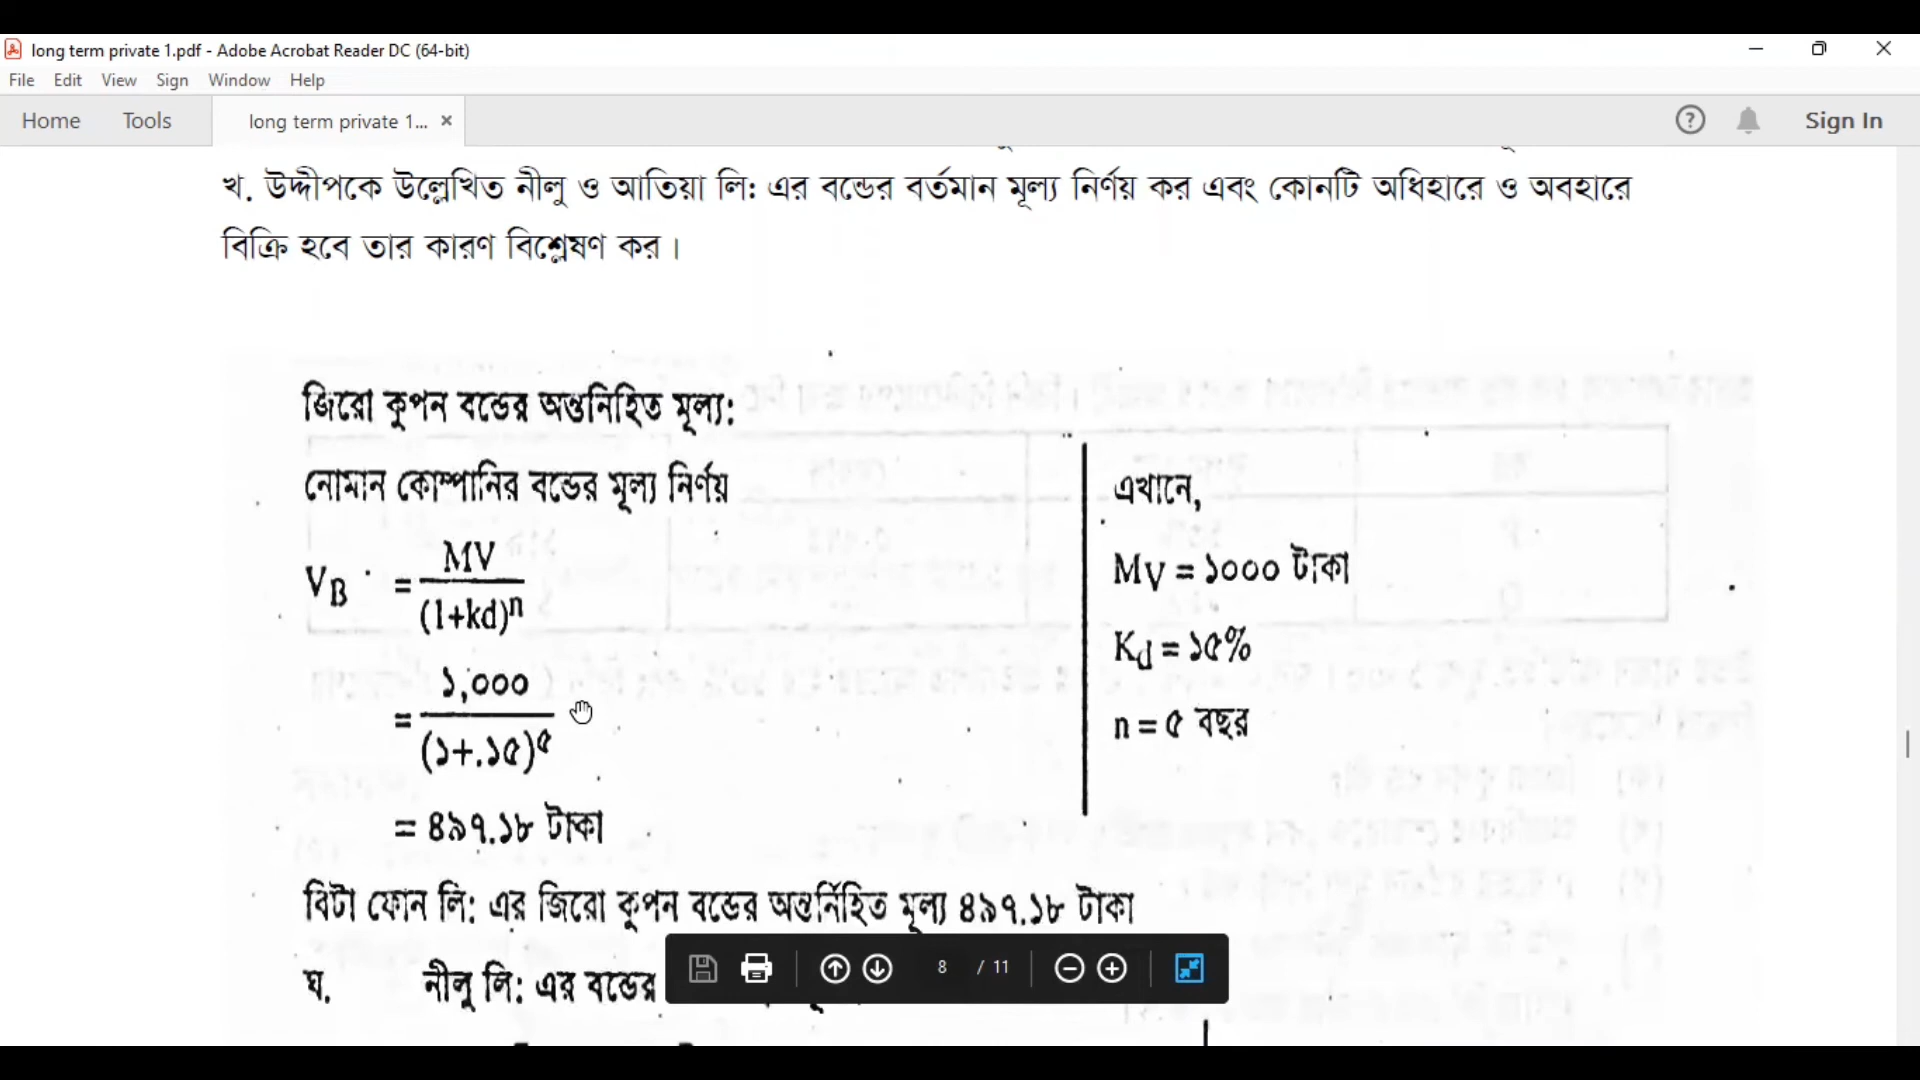 long term private 1.pdf - Adobe Acrobat Reader DC (64-bit)
File Edit View Sign Window Help
Home Tools long term private 1... × Sign In
খ. উদ্দীপকে উল্লেখিত নীলু ও আতিয়া লি: এর বন্ডের বর্তমান মূল্য নির্ণয় কর এবং কোনটি অধিহারে ও অবহারে
বিক্রি হবে তার কারণ বিশ্লেষণ কর।
জিরো কুপন বন্ডের অন্তনিহিত মূল্য:
নোমান কোম্পানির বন্ডের মূল্য নির্ণয়
এখানে,
V_B = MV / (1+kd)^n
MV = ১০০০ টাকা
= ১,০০০ / (১+.১৫)^৫
Kd = ১৫%
n = ৫ বছর
= ৪৯৭.১৮ টাকা
বিটা ফোন লি: এর জিরো কুপন বন্ডের অন্তর্নিহিত মূল্য ৪৯৭.১৮ টাকা
ঘ. নীলু লি: এর বন্ডের
8 / 11